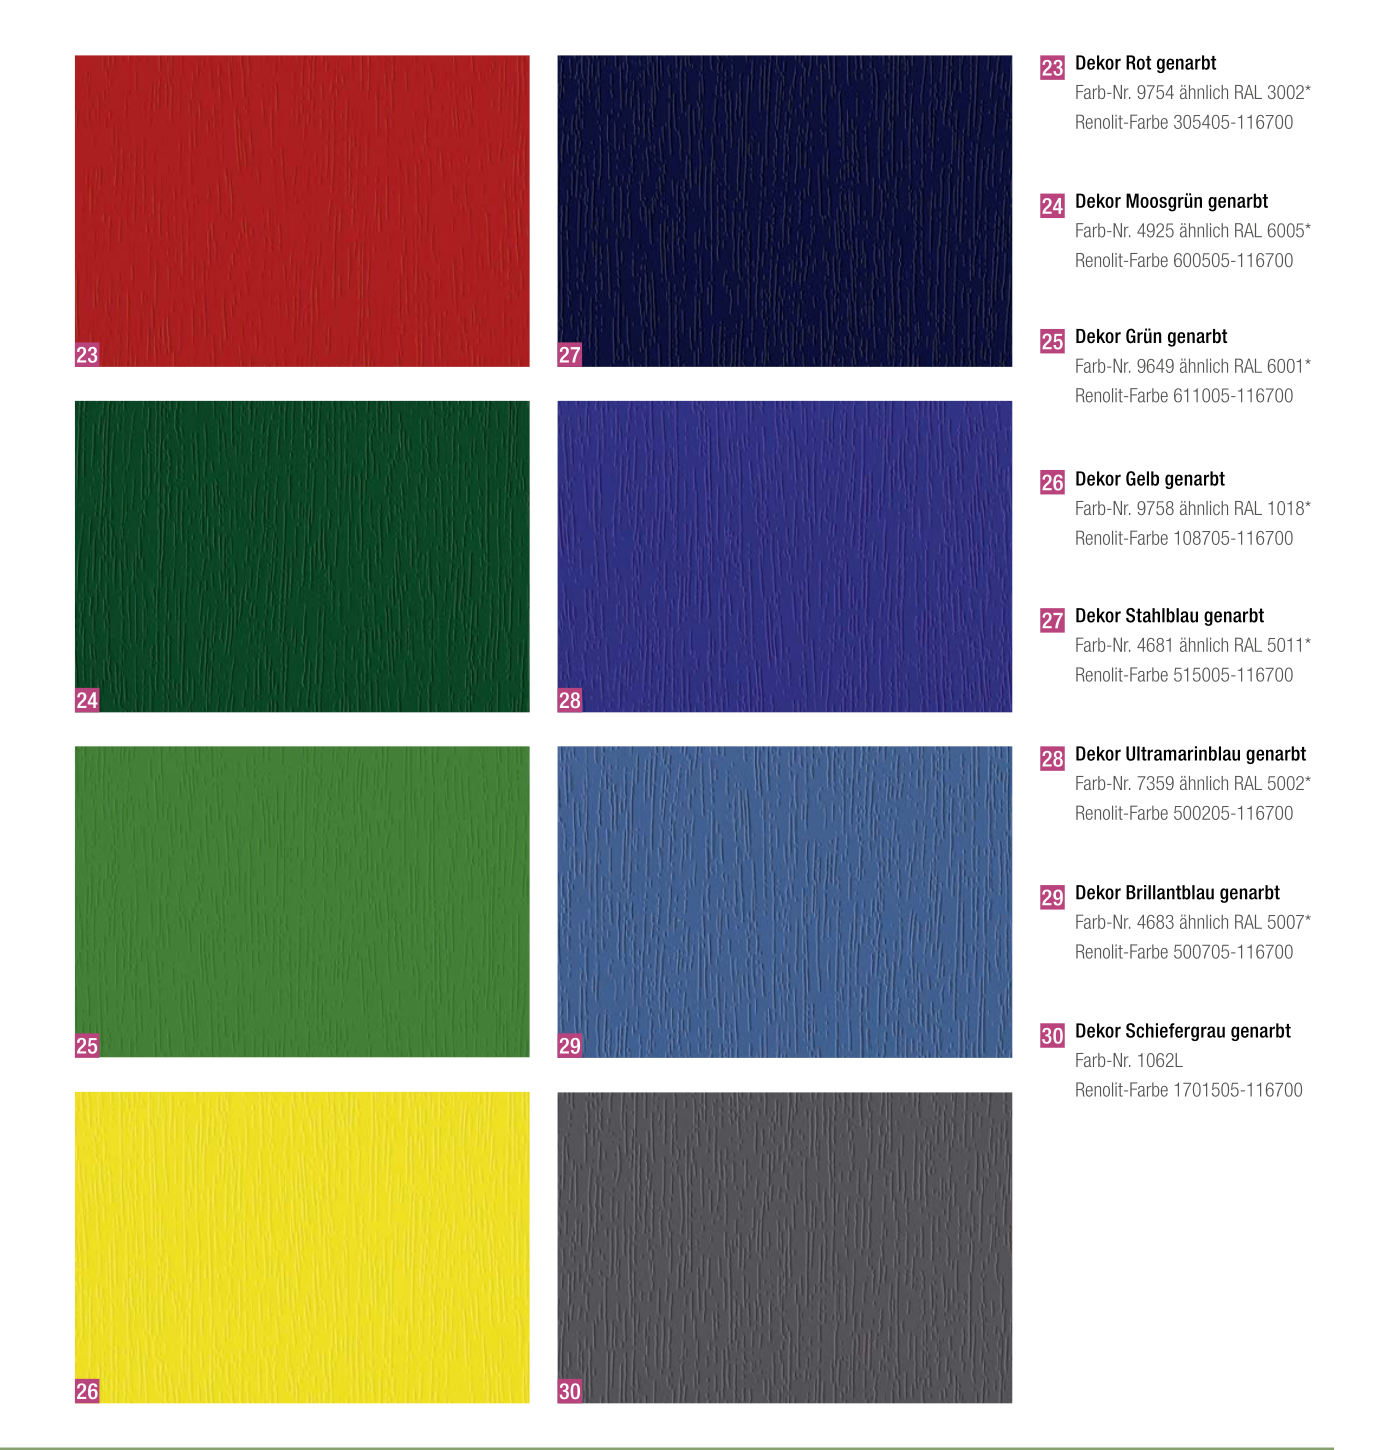 23
27
24
28
25
29
26
30
23 Dekor Rot genarbt
Farb-Nr. 9754 ähnlich RAL 3002*
Renolit-Farbe 305405-116700
24 Dekor Moosgrün genarbt
Farb-Nr. 4925 ähnlich RAL 6005*
Renolit-Farbe 600505-116700
25 Dekor Grün genarbt
Farb-Nr. 9649 ähnlich RAL 6001*
Renolit-Farbe 611005-116700
26 Dekor Gelb genarbt
Farb-Nr. 9758 ähnlich RAL 1018*
Renolit-Farbe 108705-116700
27 Dekor Stahlblau genarbt
Farb-Nr. 4681 ähnlich RAL 5011*
Renolit-Farbe 515005-116700
28 Dekor Ultramarinblau genarbt
Farb-Nr. 7359 ähnlich RAL 5002*
Renolit-Farbe 500205-116700
29 Dekor Brillantblau genarbt
Farb-Nr. 4683 ähnlich RAL 5007*
Renolit-Farbe 500705-116700
30 Dekor Schiefergrau genarbt
Farb-Nr. 1062L
Renolit-Farbe 1701505-116700